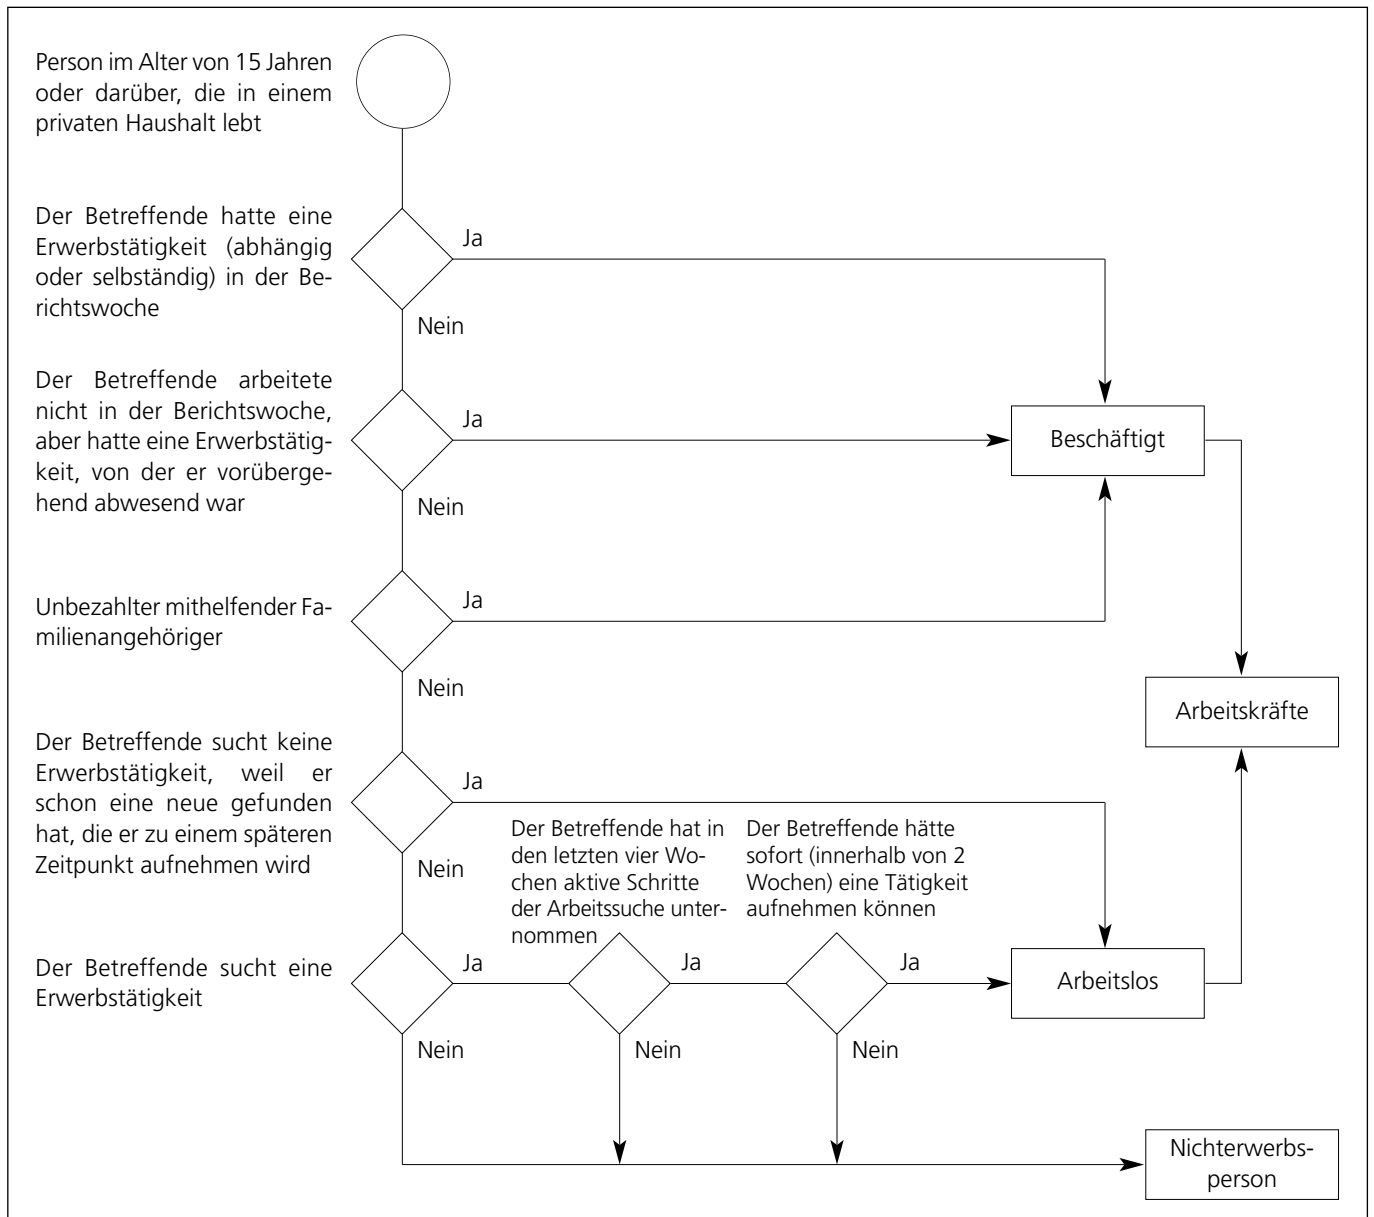 Person im Alter von 15 Jahren
oder darüber, die in einem
privaten Haushalt lebt
Der Betreffende hatte eine
Erwerbstätigkeit (abhängig
oder selbständig) in der Be-
richtswoche
Ja
Nein
Der Betreffende arbeitete
nicht in der Berichtswoche,
aber hatte eine Erwerbstätig-
keit, von der er vorüberge-
hend abwesend war
Ja
Nein
Beschäftigt
Unbezahlter mithelfender Fa-
milienangehöriger
Ja
Nein
Arbeitskräfte
Der Betreffende sucht keine
Erwerbstätigkeit, weil er
schon eine neue gefunden
hat, die er zu einem späteren
Zeitpunkt aufnehmen wird
Ja
Nein
Der Betreffende hat in
den letzten vier Wo-
chen aktive Schritte
der Arbeitssuche unter-
nommen
Der Betreffende hätte
sofort (innerhalb von 2
Wochen) eine Tätigkeit
aufnehmen können
Der Betreffende sucht eine
Erwerbstätigkeit
Ja
Ja
Ja
Arbeitslos
Nein
Nein
Nein
Nichterwerbs-
person